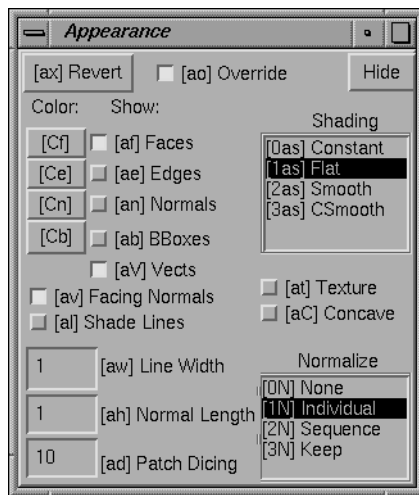 Appearance
[ax] Revert [ao] Override Hide
Color: Show:
Shading
[Cf] [af] Faces
[Ce] [ae] Edges
[Cn] [an] Normals
[Cb] [ab] BBoxes
[aV] Vects
[0as] Constant
[1as] Flat
[2as] Smooth
[3as] CSmooth
[av] Facing Normals
[al] Shade Lines
[at] Texture
[aC] Concave
1 [aw] Line Width
1 [ah] Normal Length
10 [ad] Patch Dicing
Normalize
[0N] None
[1N] Individual
[2N] Sequence
[3N] Keep